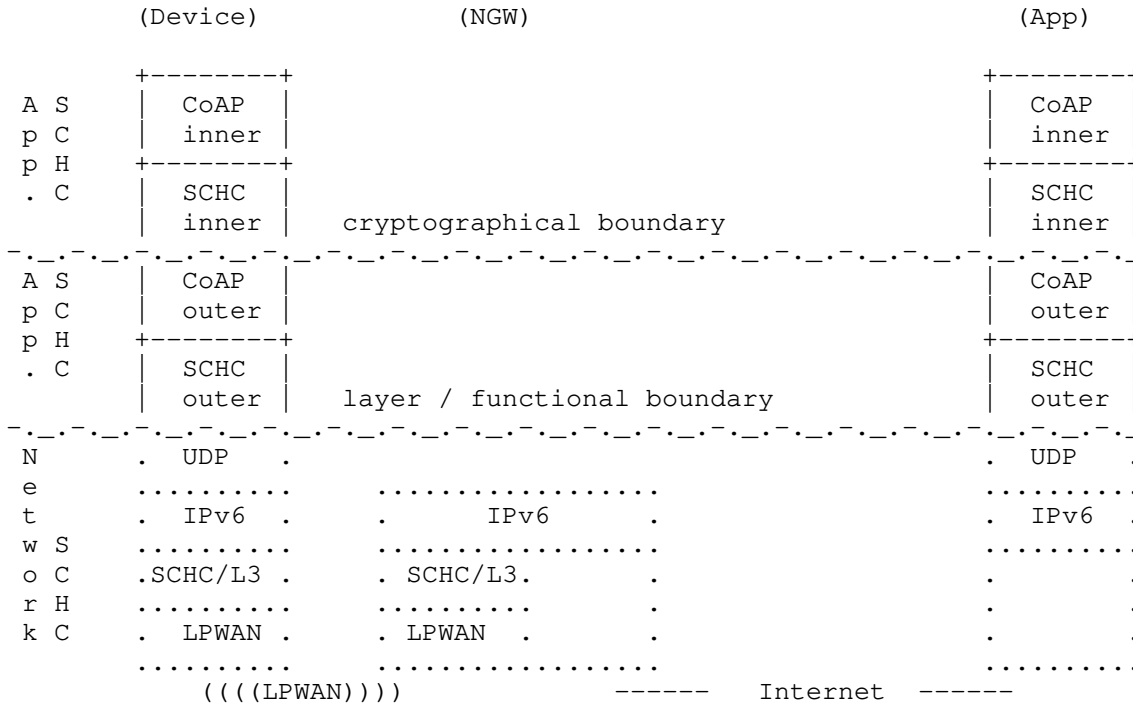 (Device) (NGW) (App)
+--------+ +--------
A S | CoAP | | CoAP
p C | inner | | inner
p H +--------+ +--------
. C | SCHC | | SCHC
| inner | cryptographical boundary | inner
-._.-._.-._.-._.-._.-._.-._.-._.-._.-._.-._.-._.-._.-._.-._.-._.-._.-._
A S | CoAP | | CoAP
p C | outer | | outer
p H +--------+ +--------
. C | SCHC | | SCHC
| outer | layer / functional boundary | outer
-._.-._.-._.-._.-._.-._.-._.-._.-._.-._.-._.-._.-._.-._.-._.-._.-._.-._
N . UDP . . UDP .
e .......... .................. ..........
t . IPv6 . . IPv6 . . IPv6 .
w S .......... .................. ..........
o C .SCHC/L3 . . SCHC/L3. . . .
r H .......... .......... . . .
k C . LPWAN . . LPWAN . . . .
.......... .................. ..........
((((LPWAN)))) ------ Internet ------